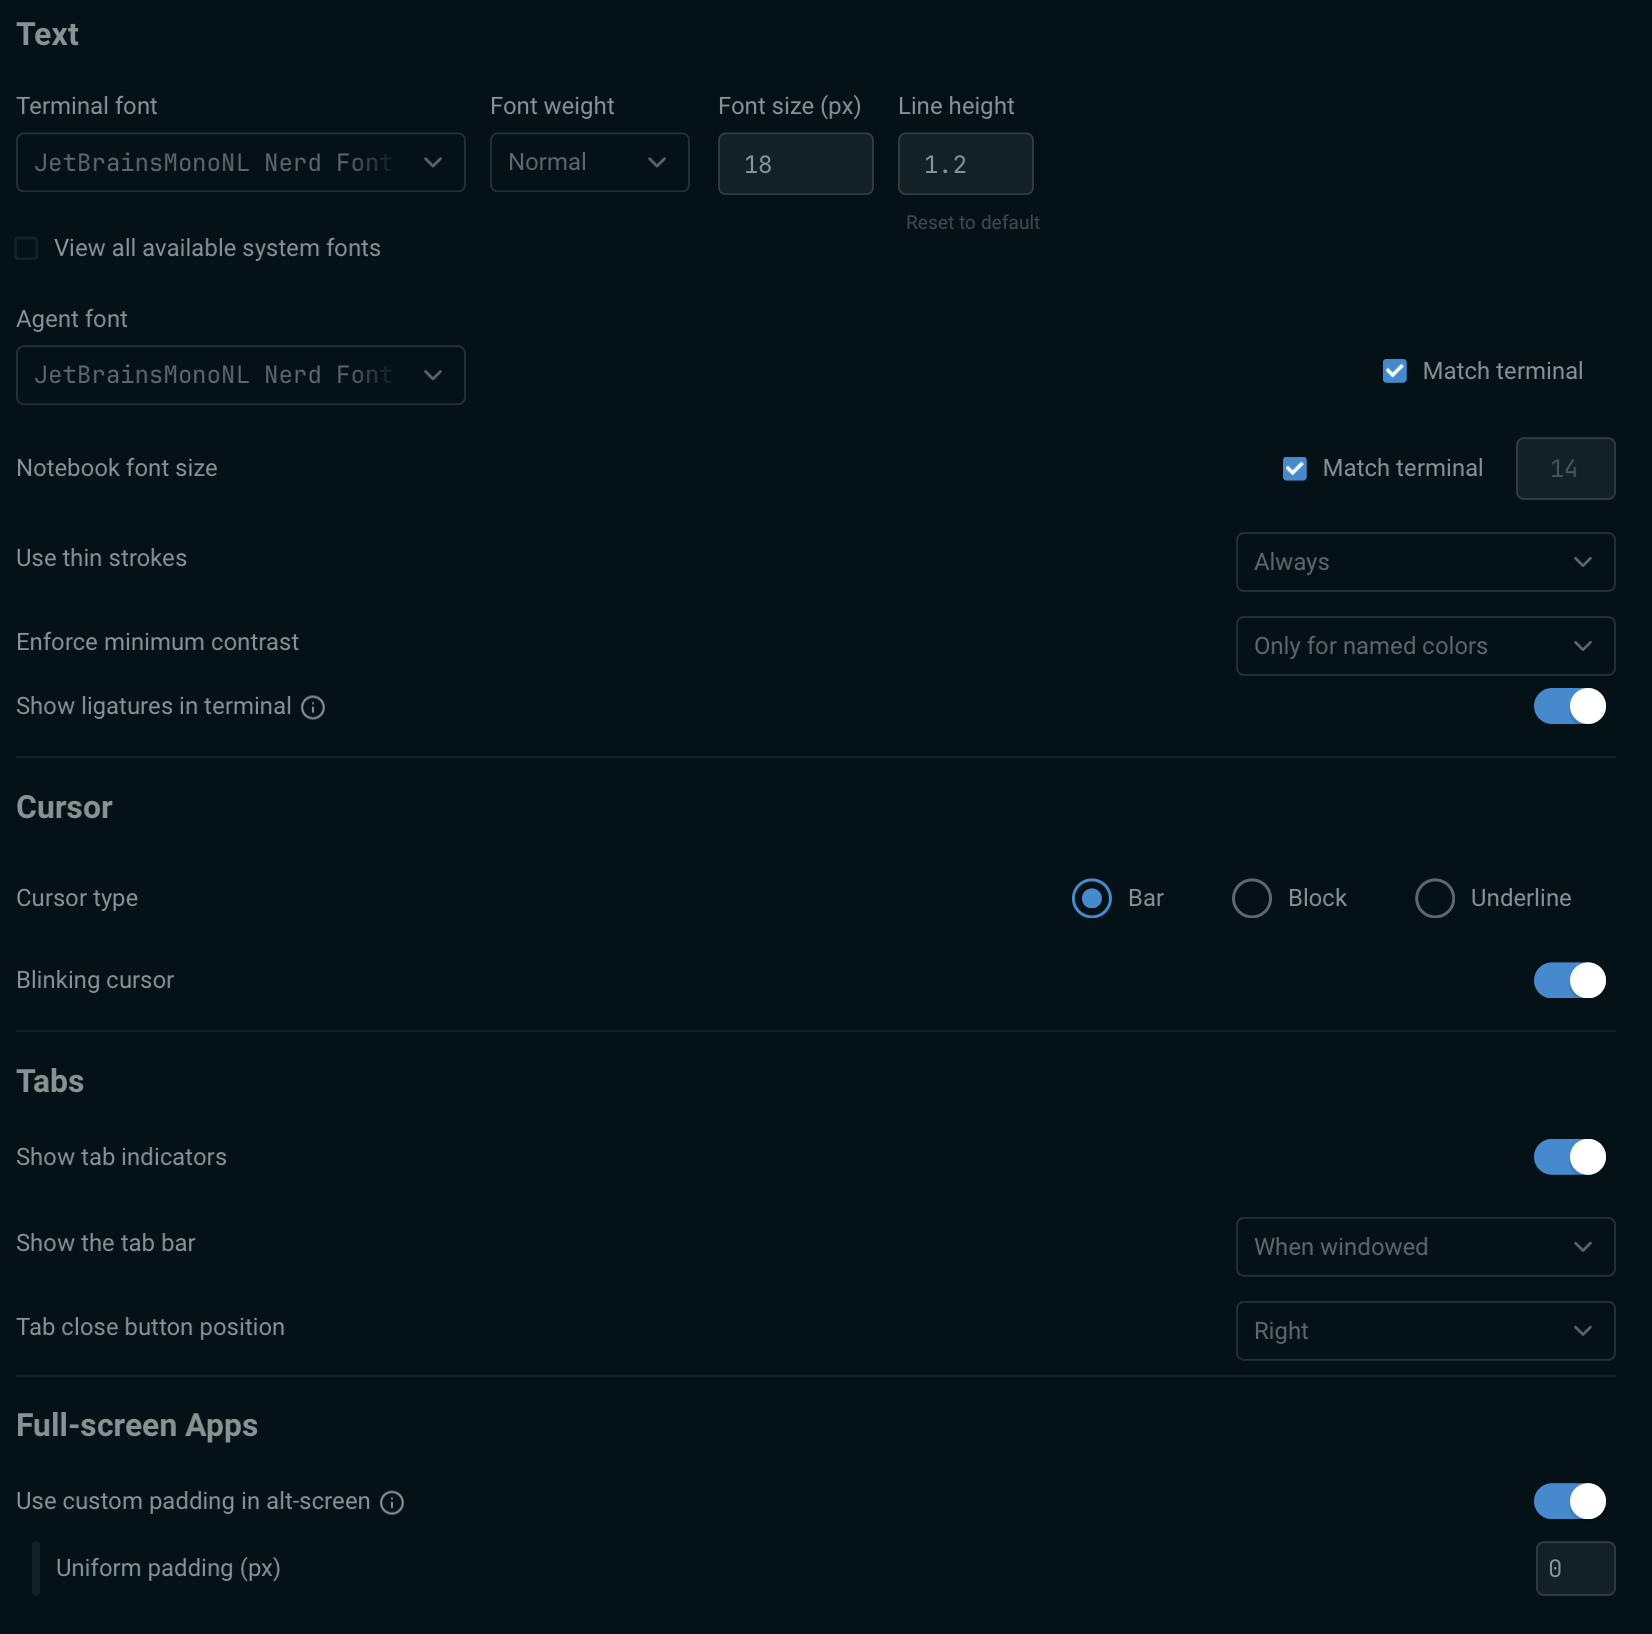 Text
Terminal font Font weight Font size (px) Line height
JetBrainsMonoNL Nerd Font Normal 18 1.2
Reset to default
View all available system fonts
Agent font
JetBrainsMonoNL Nerd Font Match terminal
Notebook font size Match terminal 14
Use thin strokes Always
Enforce minimum contrast Only for named colors
Show ligatures in terminal
Cursor
Cursor type Bar Block Underline
Blinking cursor
Tabs
Show tab indicators
Show the tab bar When windowed
Tab close button position Right
Full-screen Apps
Use custom padding in alt-screen
Uniform padding (px) 0